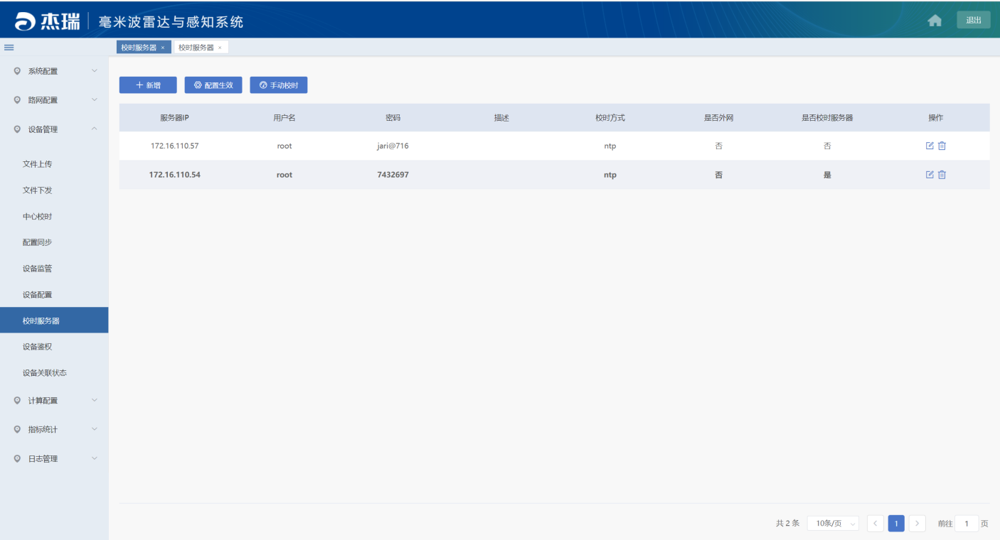 杰瑞 毫米波雷达与感知系统 退出
校时服务器 × 校时服务器 ×
系统配置
路网配置
设备管理
文件上传
文件下发
中心校时
配置同步
设备监管
设备配置
校时服务器
设备鉴权
设备关联状态
计算配置
指标统计
日志管理
新增 配置生效 手动校时
服务器IP 用户名 密码 描述 校时方式 是否外网 是否校时服务器 操作
172.16.110.57 root jari@716 ntp 否 否
172.16.110.54 root 7432697 ntp 否 是
共 2 条 10条/页 1 前往 1 页